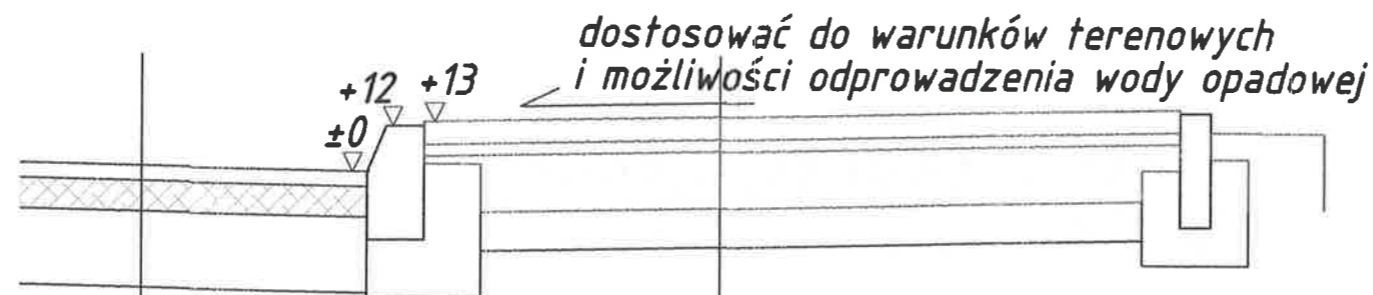 dostosować do warunków terenowych
i możliwości odprowadzenia wody opadowej
+12 +13
±0